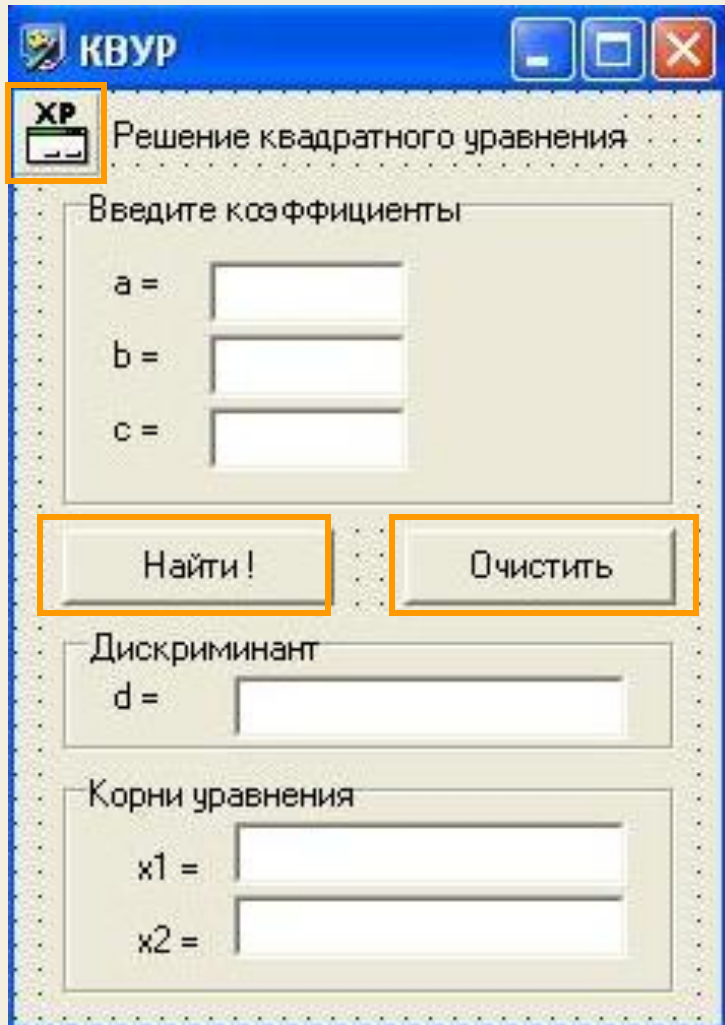 КВУР
XP
Решение квадратного уравнения
Введите коэффициенты
a =
b =
c =
Найти !
Очистить
Дискриминант
d =
Корни уравнения
x1 =
x2 =